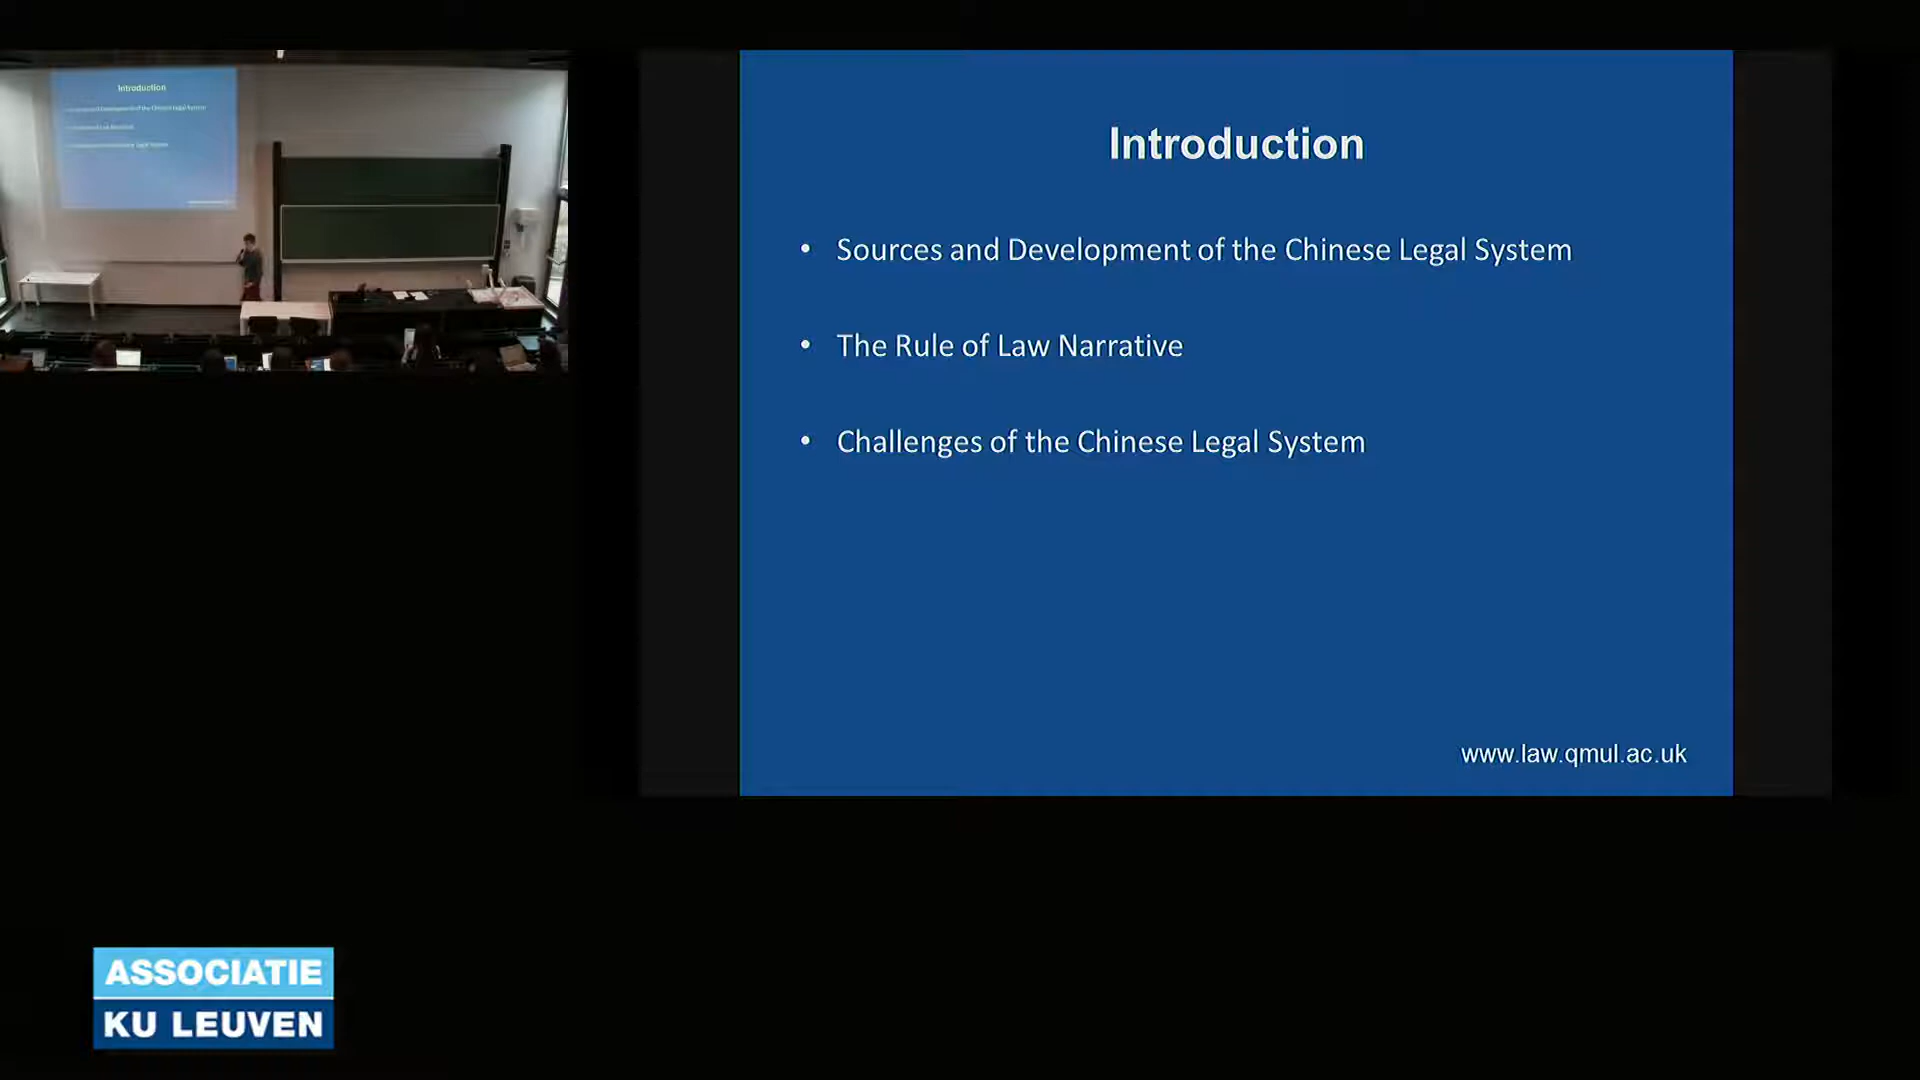 Introduction
Introduction
• Sources and Development of the Chinese Legal System
• The Rule of Law Narrative
• Challenges of the Chinese Legal System
www.law.qmul.ac.uk
ASSOCIATIE
KU LEUVEN